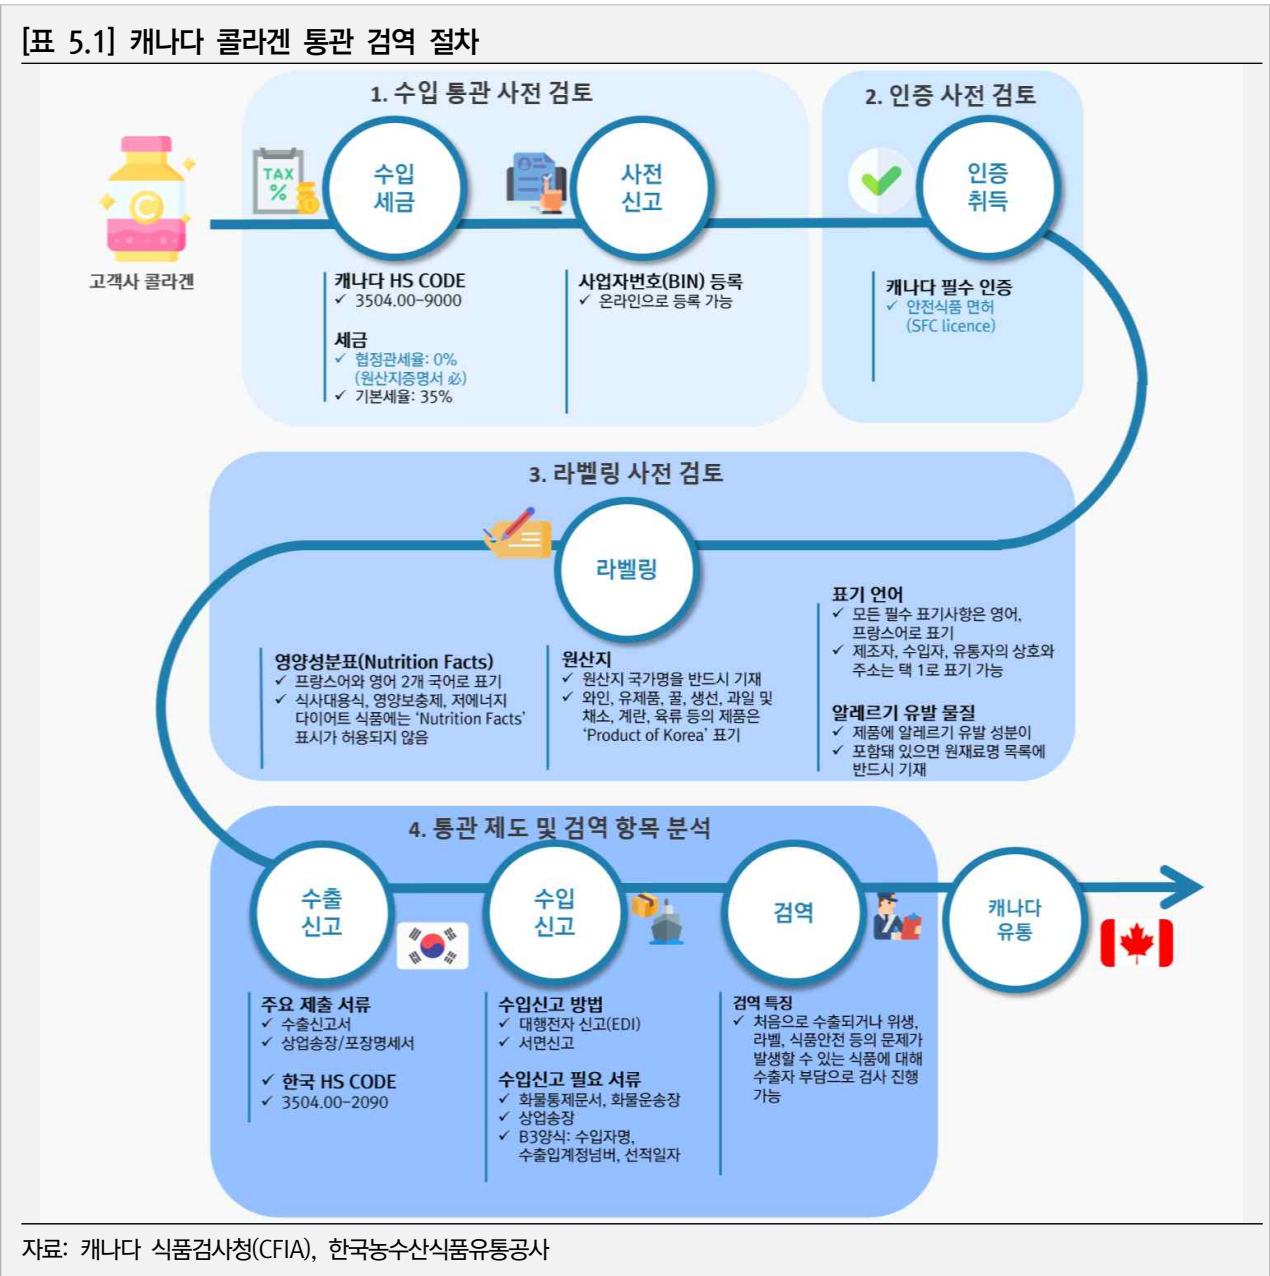 [표 5.1] 캐나다 콜라겐 통관 검역 절차
1. 수입 통관 사전 검토
2. 인증 사전 검토
TAX
%
수입
세금
사전
신고
인증
취득
C
고객사 콜라겐
캐나다 HS CODE
✓ 3504.00-9000
세금
✓ 협정관세율: 0%
(원산지증명서 必)
✓ 기본세율: 35%
사업자번호(BIN) 등록
✓ 온라인으로 등록 가능
캐나다 필수 인증
✓ 안전식품 면허
(SFC licence)
3. 라벨링 사전 검토
라벨링
영양성분표(Nutrition Facts)
✓ 프랑스어와 영어 2개 국어로 표기
✓ 식사대용식, 영양보충제, 저에너지
다이어트 식품에는 ‘Nutrition Facts’
표시가 허용되지 않음
원산지
✓ 원산지 국가명을 반드시 기재
✓ 와인, 유제품, 꿀, 생선, 과일 및
채소, 계란, 육류 등의 제품은
‘Product of Korea’ 표기
표기 언어
✓ 모든 필수 표기사항은 영어,
프랑스어로 표기
✓ 제조자, 수입자, 유통자의 상호와
주소는 택 1로 표기 가능
알레르기 유발 물질
✓ 제품에 알레르기 유발 성분이
✓ 포함돼 있으면 원재료명 목록에
반드시 기재
4. 통관 제도 및 검역 항목 분석
수출
신고
수입
신고
검역
캐나다
유통
주요 제출 서류
✓ 수출신고서
✓ 상업송장/포장명세서
✓ 한국 HS CODE
✓ 3504.00-2090
수입신고 방법
✓ 대행전자 신고(EDI)
✓ 서면신고
수입신고 필요 서류
✓ 화물통제문서, 화물운송장
✓ 상업송장
✓ B3양식: 수입자명,
수출입계정넘버, 선적일자
검역 특징
✓ 처음으로 수출되거나 위생,
라벨, 식품안전 등의 문제가
발생할 수 있는 식품에 대해
수출자 부담으로 검사 진행
가능
자료: 캐나다 식품검사청(CFIA), 한국농수산식품유통공사